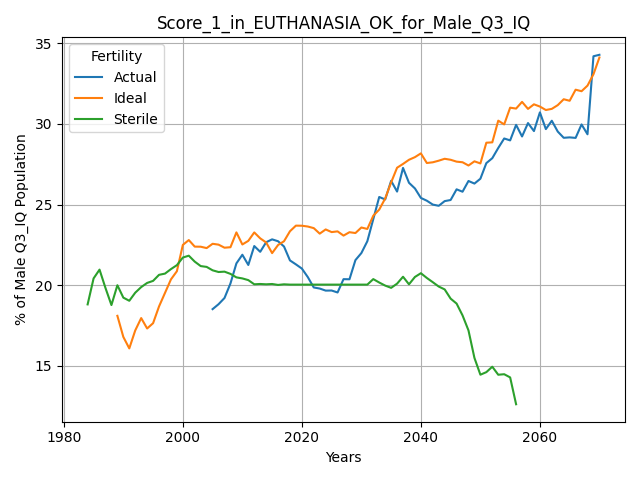 Score_1_in_EUTHANASIA_OK_for_Male_Q3_IQ
Fertility
Actual
Ideal
Sterile
% of Male Q3_IQ Population
35
30
25
20
15
1980
2000
2020
2040
2060
Years